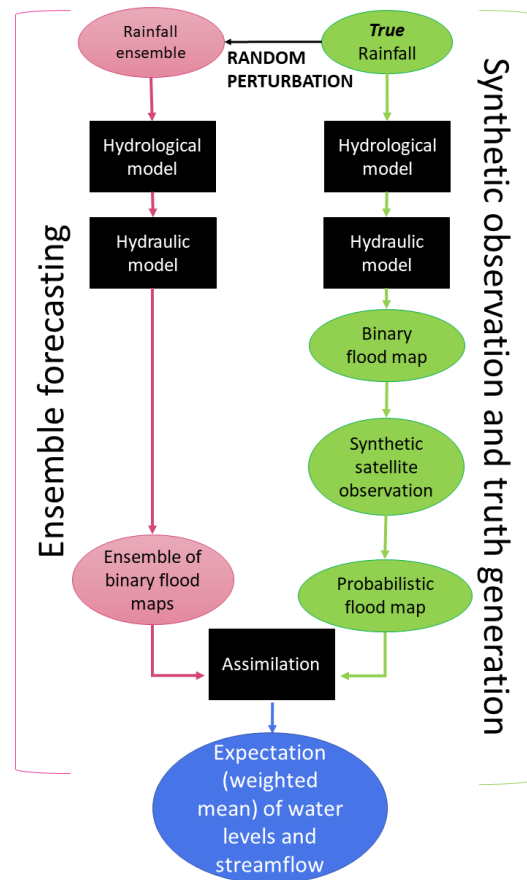 Rainfall
ensemble
RANDOM
PERTURBATION
True
Rainfall
Hydrological
model
Hydrological
model
Hydraulic
model
Hydraulic
model
Binary
flood map
Synthetic
satellite
observation
Ensemble of
binary flood
maps
Probabilistic
flood map
Assimilation
Expectation
(weighted
mean) of water
levels and
streamflow
Ensemble forecasting
Synthetic observation and truth generation